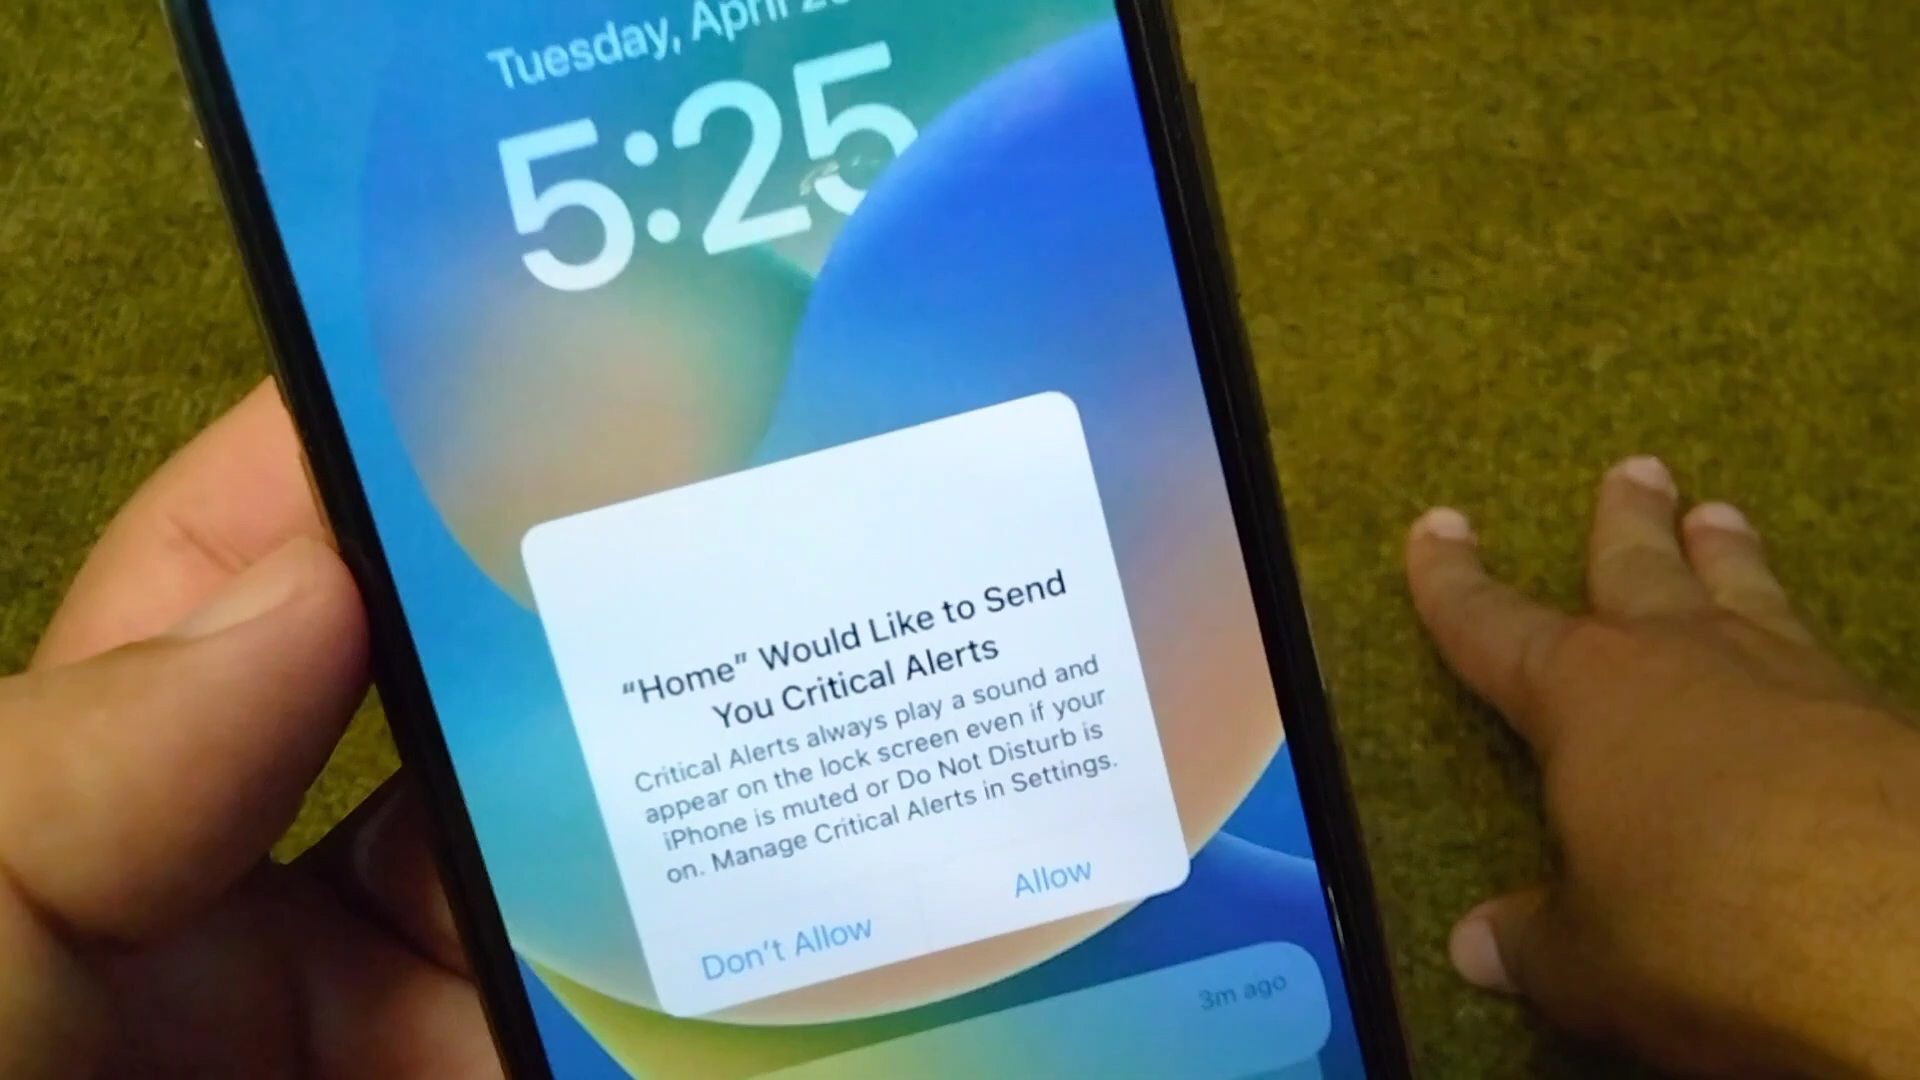 Tuesday, April
5:25
“Home” Would Like to Send
You Critical Alerts
Critical Alerts always play a sound and
appear on the lock screen even if your
iPhone is muted or Do Not Disturb is
on. Manage Critical Alerts in Settings.
Don’t Allow
Allow
3m ago